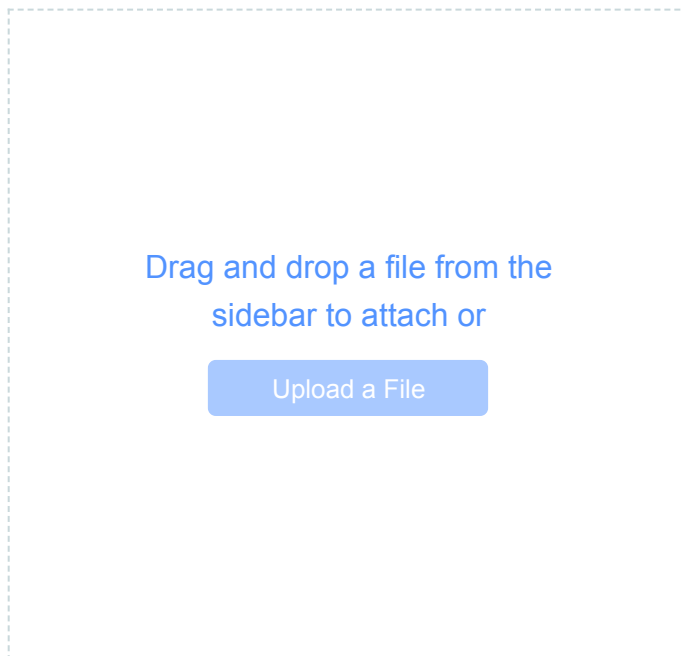 Drag and drop a file from the
sidebar to attach or
Upload a File